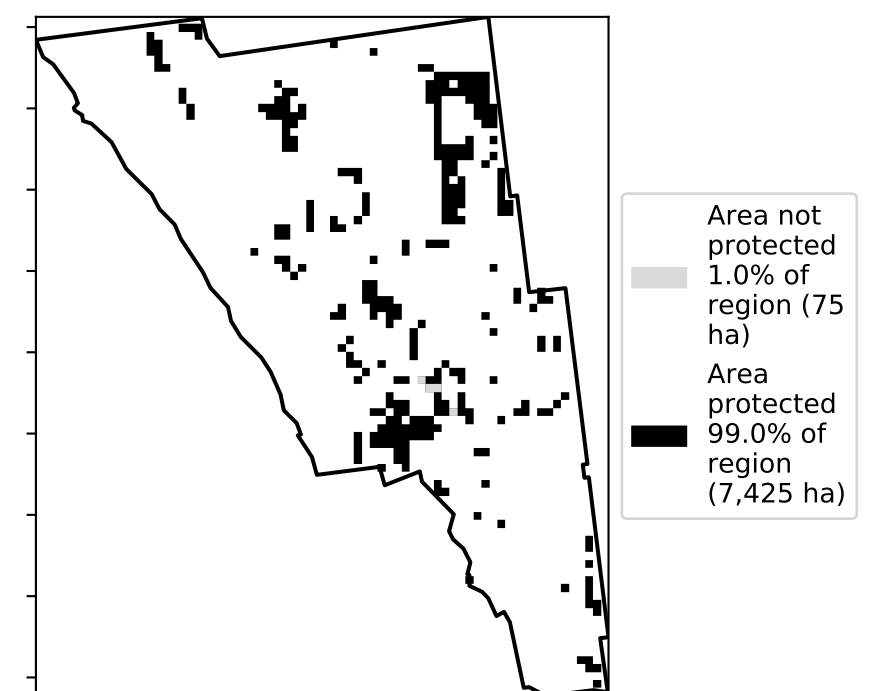 Area not
protected
1.0% of
region (75
ha)
Area
protected
99.0% of
region
(7,425 ha)